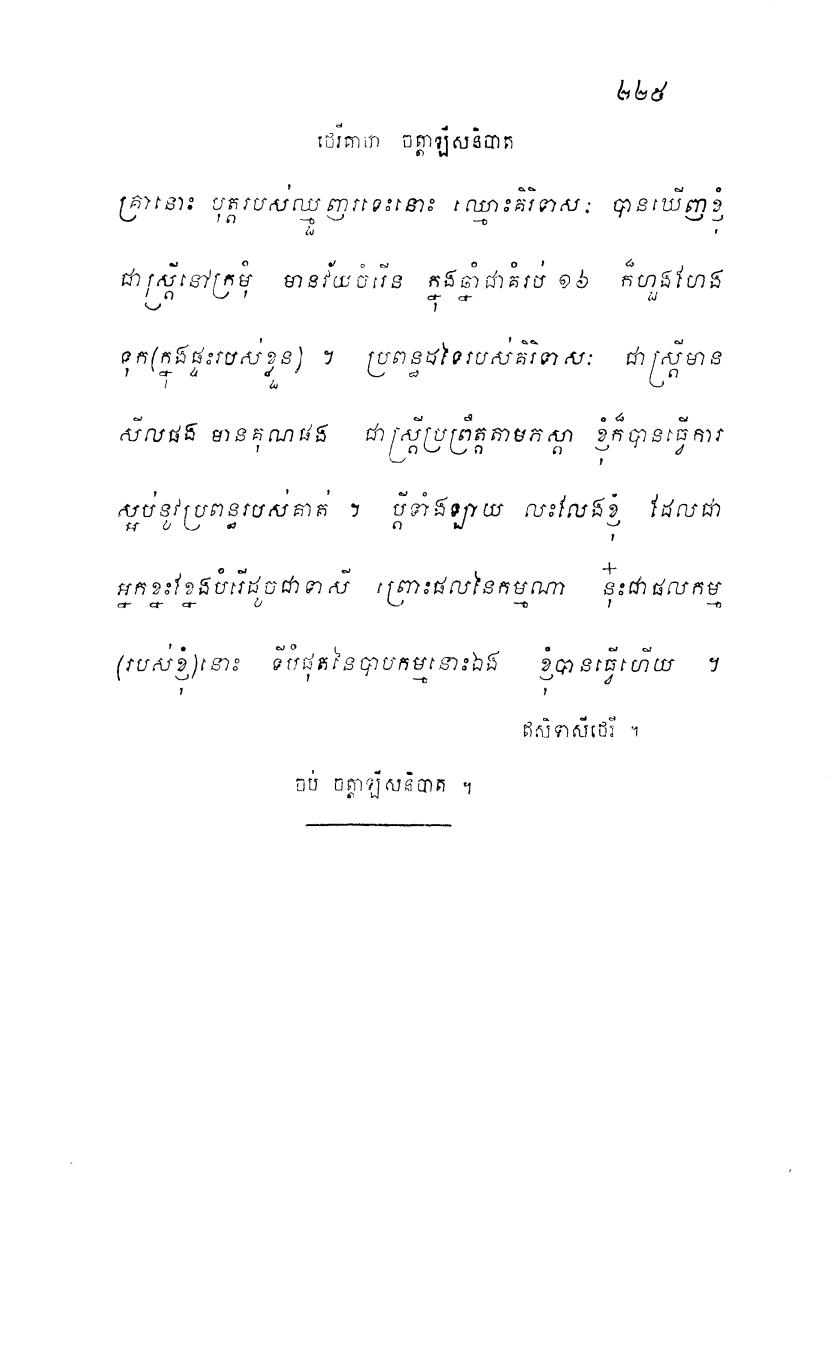 ២២៥
ថេរីគាថា ចត្តាឡីសនិបាត
គ្រានោះ បុត្តរបស់ឈ្មួញរទេះនោះ ឈ្មោះគិរិទាសៈ បានឃើញខ្ញុំ
ជាស្ត្រីនៅក្រមុំ មានវ័យចំរើន ក្នុងឆ្នាំជាគំរប់ ១៦ ក៏ហួងហែង
ទុក(ក្នុងផ្ទះរបស់ខ្លួន) ។ ប្រពន្ធដទៃរបស់គិរិទាសៈ ជាស្ត្រីមាន
សីលផង មានគុណផង ជាស្ត្រីប្រព្រឹត្តតាមភស្តា ខ្ញុំក៏បានធ្វើការ
ស្អប់នូវប្រពន្ធរបស់គាត់ ។ ប្តីទាំងឡាយ លះលែងខ្ញុំ ដែលជា
អ្នកខ្នះខ្នែងបំរើដូចជាទាសី ព្រោះផលនៃកម្មណា នុ៎ះជាផលកម្ម
(របស់ខ្ញុំ)នោះ ទីបំផុតនៃបាបកម្មនោះឯង ខ្ញុំបានធ្វើហើយ ។
ឥសិទាសីថេរី ។
ចប់ ចត្តាឡីសនិបាត ។